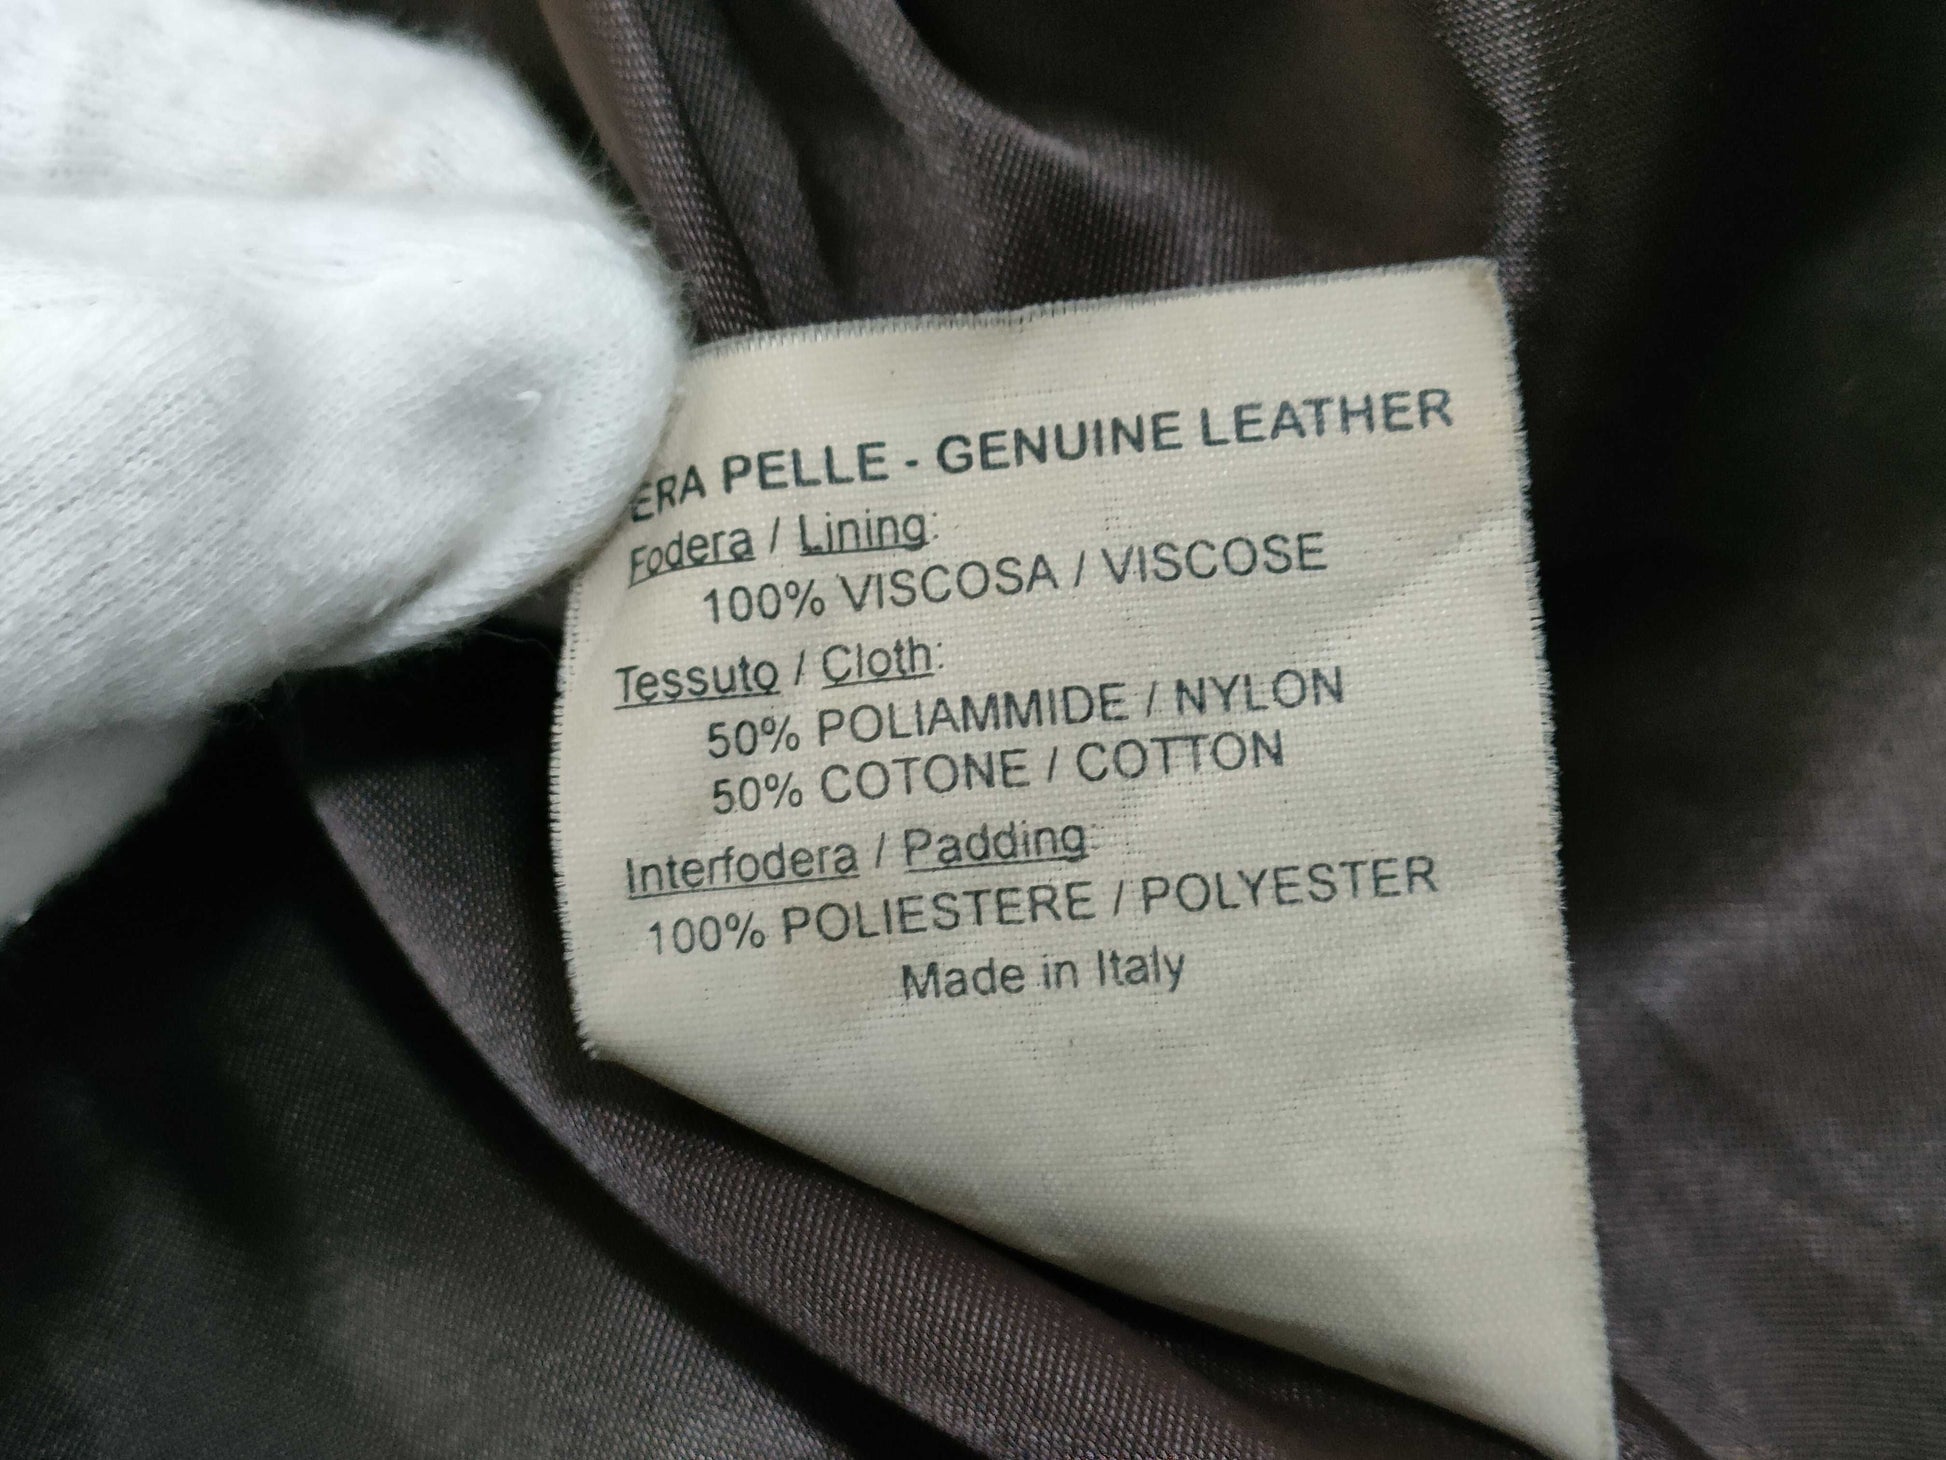 ERA PELLE - GENUINE LEATHER
Fodera / Lining:
100% VISCOSA / VISCOSE
Tessuto / Cloth:
50% POLIAMMIDE / NYLON
50% COTONE / COTTON
Interfodera / Padding:
100% POLIESTERE / POLYESTER
Made in Italy